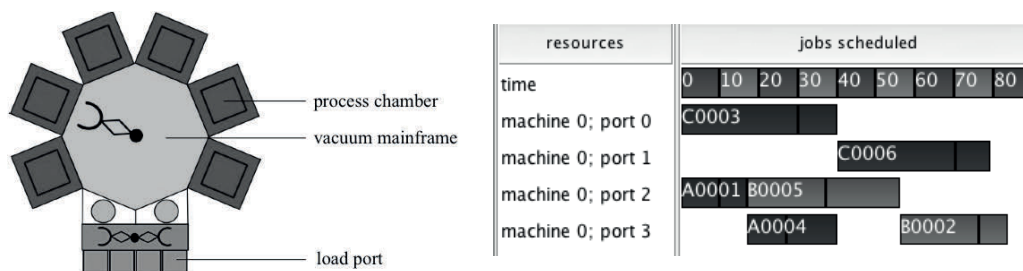 process chamber
vacuum mainframe
load port
resources
jobs scheduled
time
0 10 20 30 40 50 60 70 80
machine 0; port 0
C0003
machine 0; port 1
C0006
machine 0; port 2
A0001 B0005
machine 0; port 3
A0004 B0002